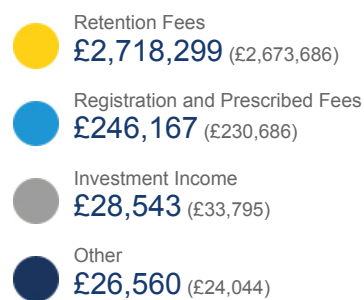 Retention Fees
£2,718,299 (£2,673,686)
Registration and Prescribed Fees
£246,167 (£230,686)
Investment Income
£28,543 (£33,795)
Other
£26,560 (£24,044)